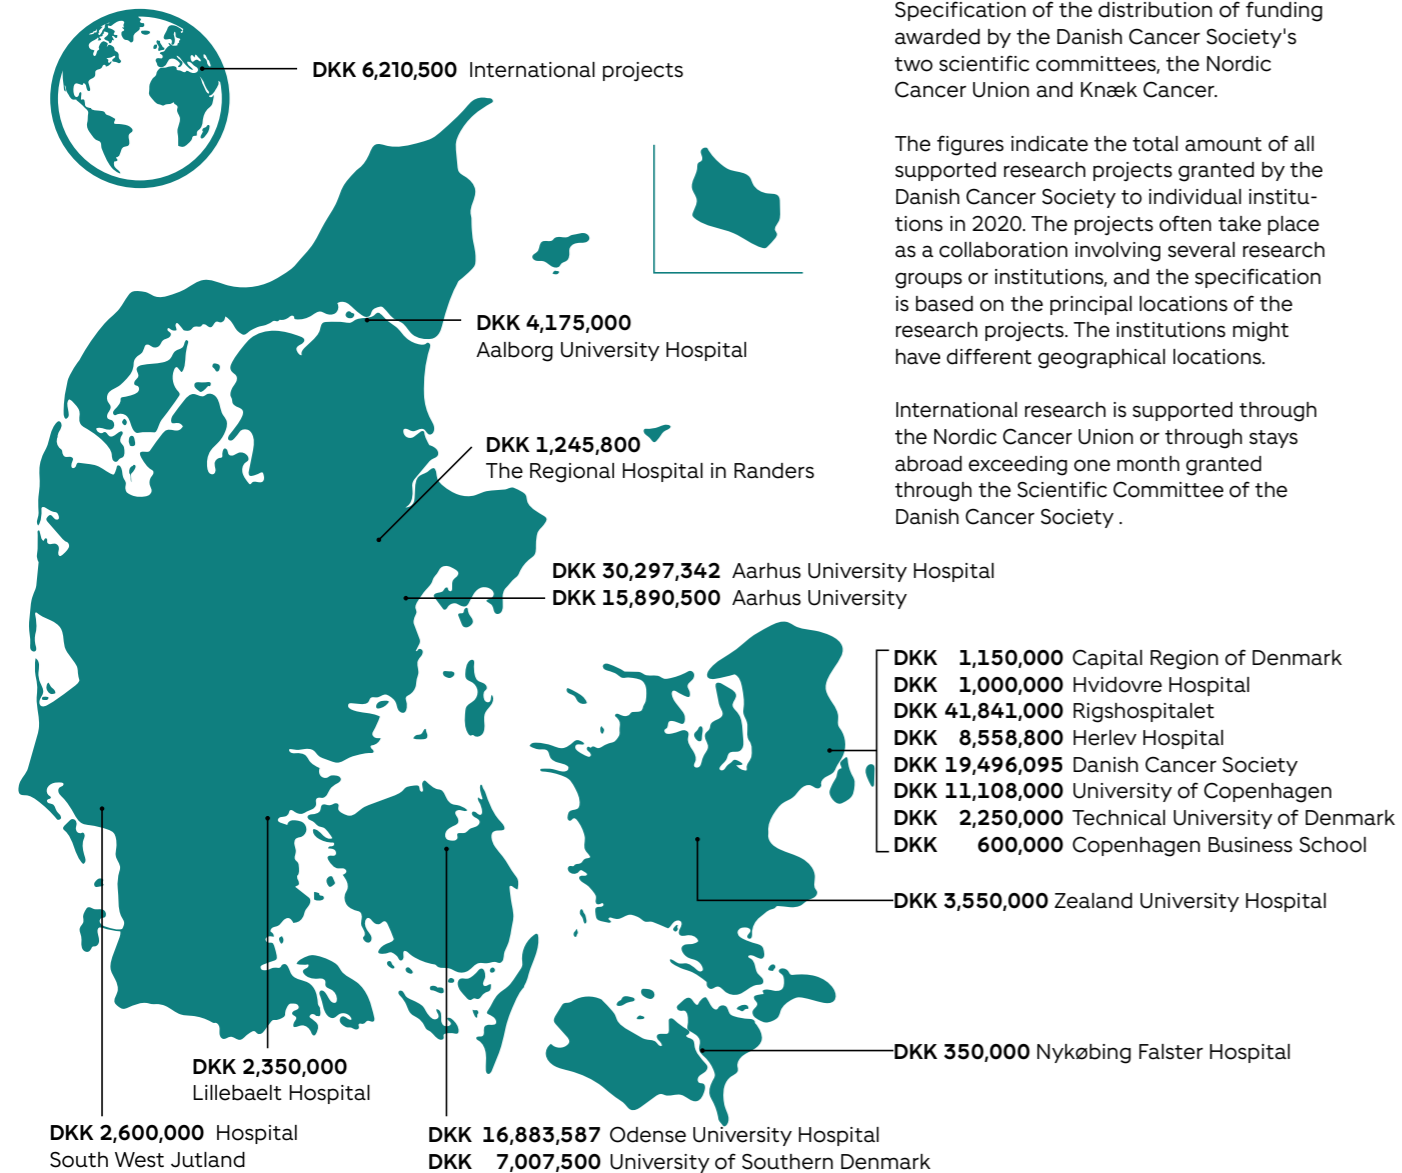 Specification of the distribution of funding
awarded by the Danish Cancer Society's
two scientific committees, the Nordic
Cancer Union and Knæk Cancer.
The figures indicate the total amount of all
supported research projects granted by the
Danish Cancer Society to individual institu-
tions in 2020. The projects often take place
as a collaboration involving several research
groups or institutions, and the specification
is based on the principal locations of the
research projects. The institutions might
have different geographical locations.
International research is supported through
the Nordic Cancer Union or through stays
abroad exceeding one month granted
through the Scientific Committee of the
Danish Cancer Society .
DKK 6,210,500 International projects
DKK 4,175,000
Aalborg University Hospital
DKK 1,245,800
The Regional Hospital in Randers
DKK 30,297,342 Aarhus University Hospital
DKK 15,890,500 Aarhus University
DKK 1,150,000 Capital Region of Denmark
DKK 1,000,000 Hvidovre Hospital
DKK 41,841,000 Rigshospitalet
DKK 8,558,800 Herlev Hospital
DKK 19,496,095 Danish Cancer Society
DKK 11,108,000 University of Copenhagen
DKK 2,250,000 Technical University of Denmark
DKK 600,000 Copenhagen Business School
DKK 3,550,000 Zealand University Hospital
DKK 350,000 Nykøbing Falster Hospital
DKK 2,350,000
Lillebaelt Hospital
DKK 2,600,000 Hospital
South West Jutland
DKK 16,883,587 Odense University Hospital
DKK 7,007,500 University of Southern Denmark